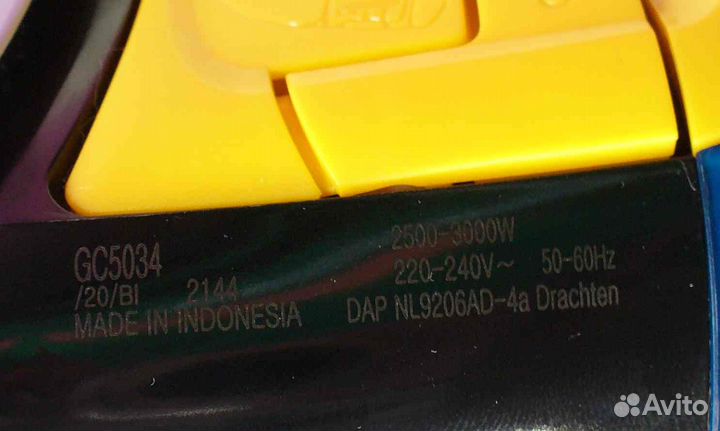 GC5034
/20/BI 2144
MADE IN INDONESIA
2500-3000W
220-240V~ 50-60Hz
DAP NL9206AD-4a Drachten
Avito